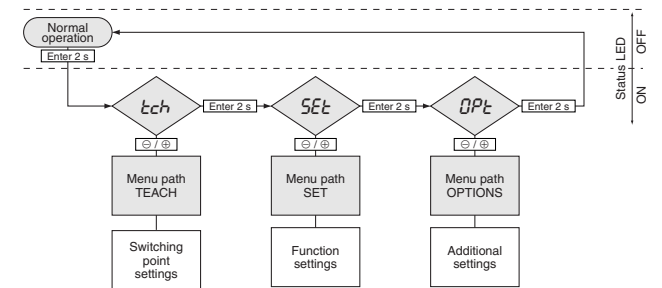 Normal
operation
Enter 2 s
Status LED
OFF
ON
tch
Enter 2 s
SEt
Enter 2 s
OPt
Enter 2 s
⊖ / ⊕
⊖ / ⊕
⊖ / ⊕
Menu path
TEACH
Menu path
SET
Menu path
OPTIONS
Switching
point
settings
Function
settings
Additional
settings